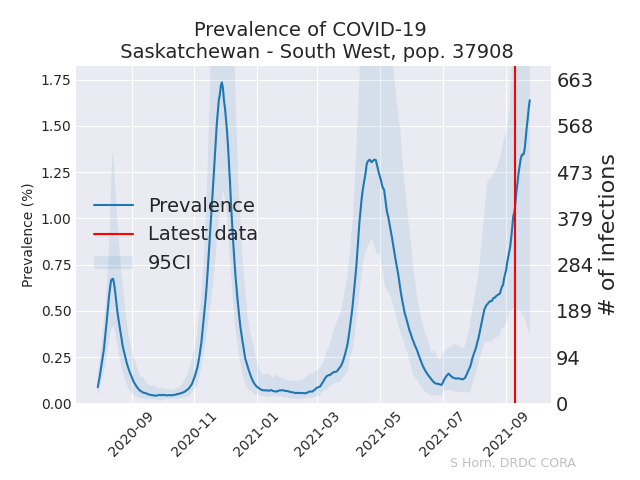 Prevalence of COVID-19
Saskatchewan - South West, pop. 37908
Prevalence (%)
1.75
1.50
1.25
1.00
0.75
0.50
0.25
0.00
663
568
473
379
284
189
94
0
# of infections
Prevalence
Latest data
95CI
2020-09
2020-11
2021-01
2021-03
2021-05
2021-07
2021-09
S Horn, DRDC CORA